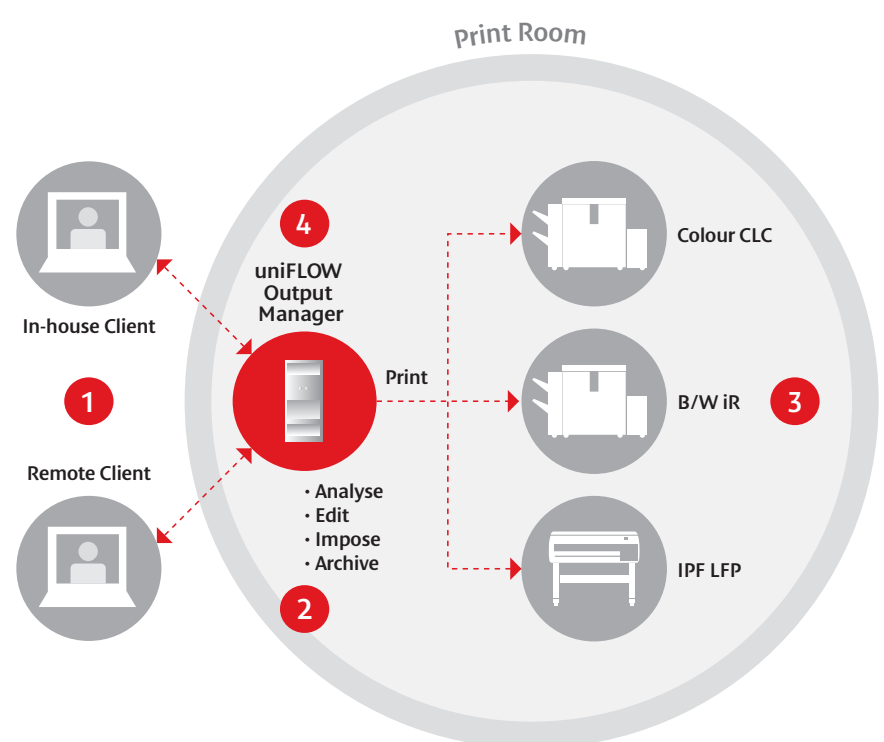 Print Room
4
uniFLOW
Output
Manager
In-house Client
1
Remote Client
Print
· Analyse
· Edit
· Impose
· Archive
2
Colour CLC
B/W iR
3
IPF LFP